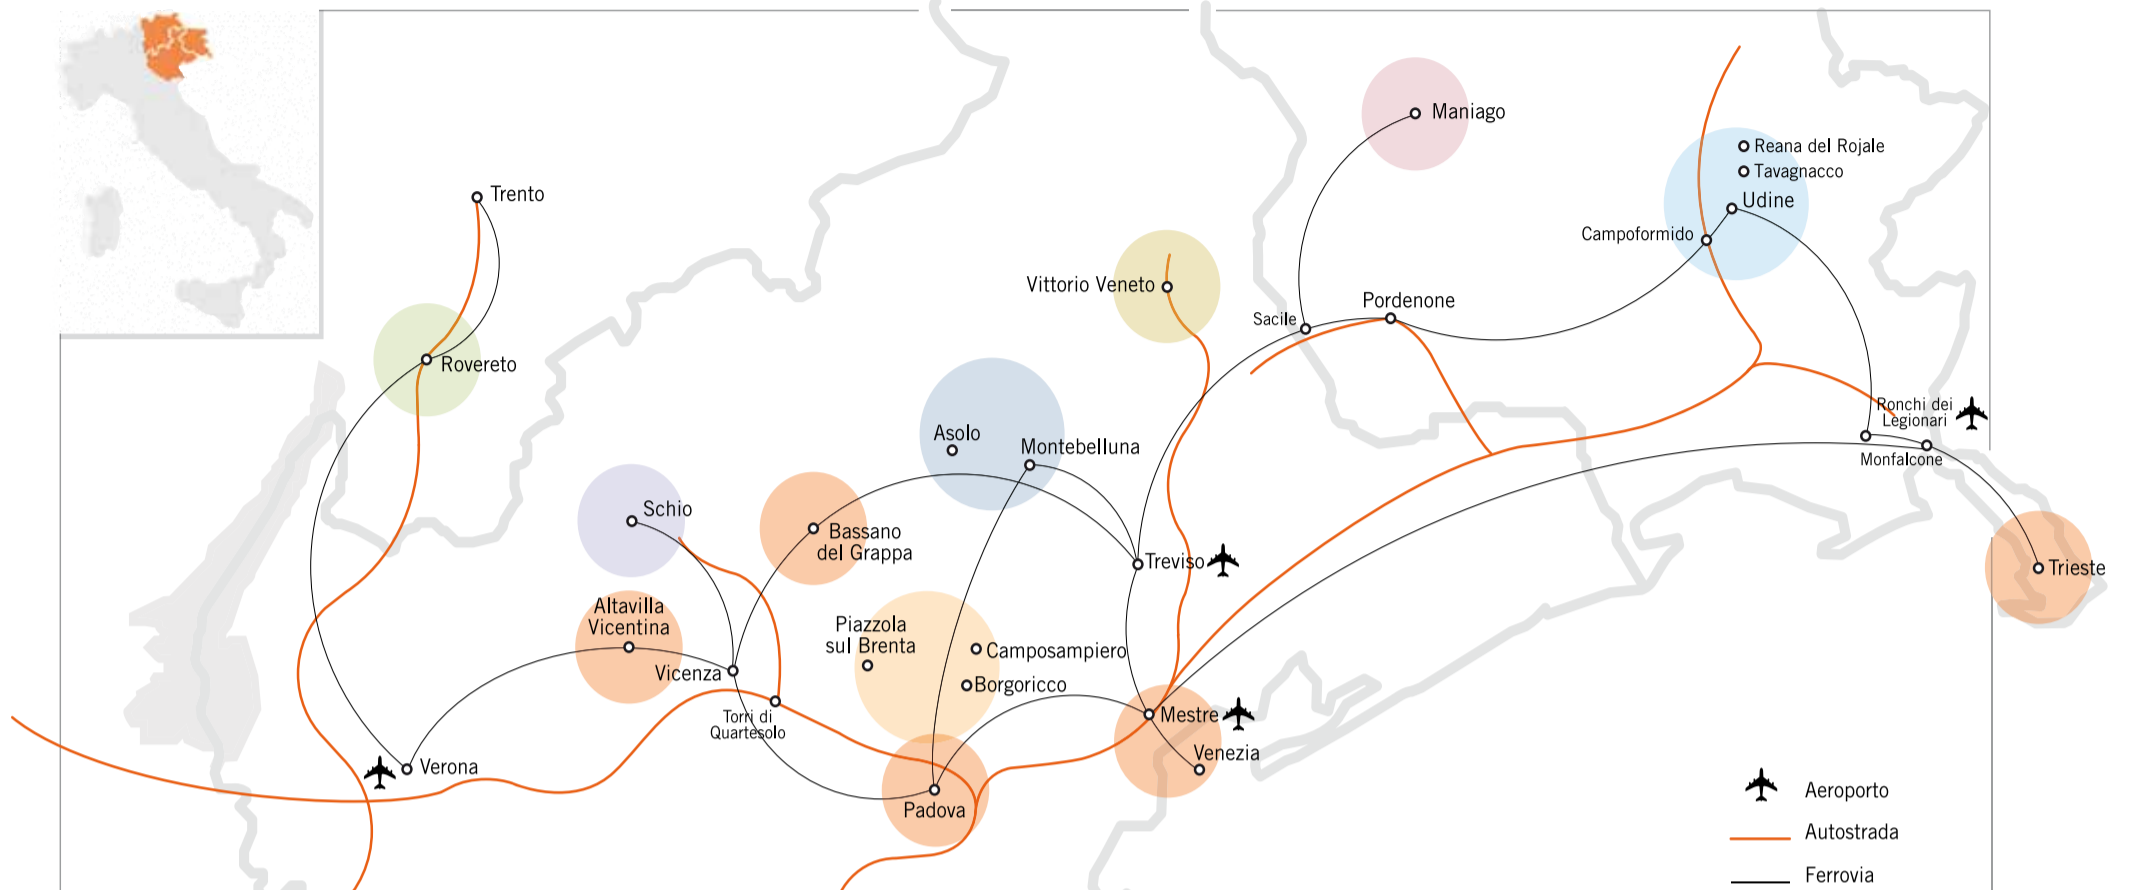 Maniago
Reana del Rojale
Tavagnacco
Trento
Udine
Campoformido
Vittorio Veneto
Pordenone
Sacile
Rovereto
Ronchi dei
Legionari
Asolo
Montebelluna
Monfalcone
Schio
Bassano
del Grappa
Treviso
Trieste
Altavilla
Vicentina
Piazzola
sul Brenta
Camposampiero
Vicenza
Borgoricco
Torri di
Quartesolo
Mestre
Venezia
Verona
Padova
Aeroporto
Autostrada
Ferrovia